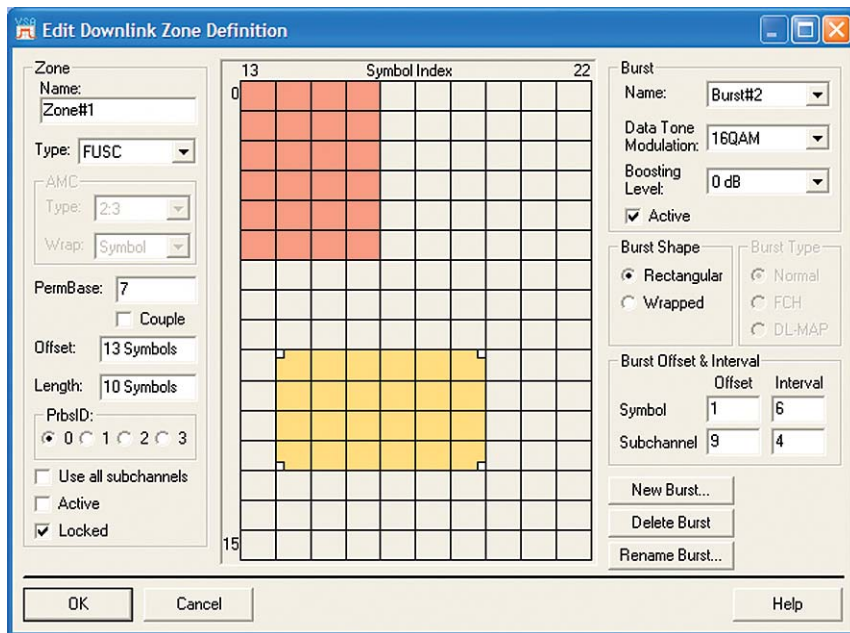 VSA
Edit Downlink Zone Definition
Zone
Name:
Zone#1
Type: FUSC
AMC
Type: 2:3
Wrap: Symbol
PermBase: 7
Couple
Offset: 13 Symbols
Length: 10 Symbols
PrbsID:
0 1 2 3
Use all subchannels
Active
Locked
13 Symbol Index 22
0
15
Burst
Name: Burst#2
Data Tone
Modulation: 16QAM
Boosting
Level: 0 dB
Active
Burst Shape
Rectangular
Wrapped
Burst Type
Normal
FCH
DL-MAP
Burst Offset & Interval
Offset Interval
Symbol 1 6
Subchannel 9 4
New Burst...
Delete Burst
Rename Burst...
OK
Cancel
Help